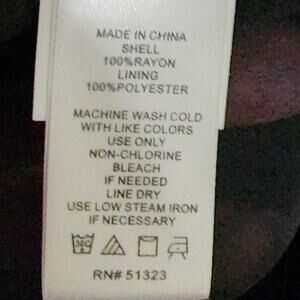 MADE IN CHINA
SHELL
100%RAYON
LINING
100%POLYESTER
MACHINE WASH COLD
WITH LIKE COLORS
USE ONLY
NON-CHLORINE
BLEACH
IF NEEDED
LINE DRY
USE LOW STEAM IRON
IF NECESSARY
30C
RN# 51323